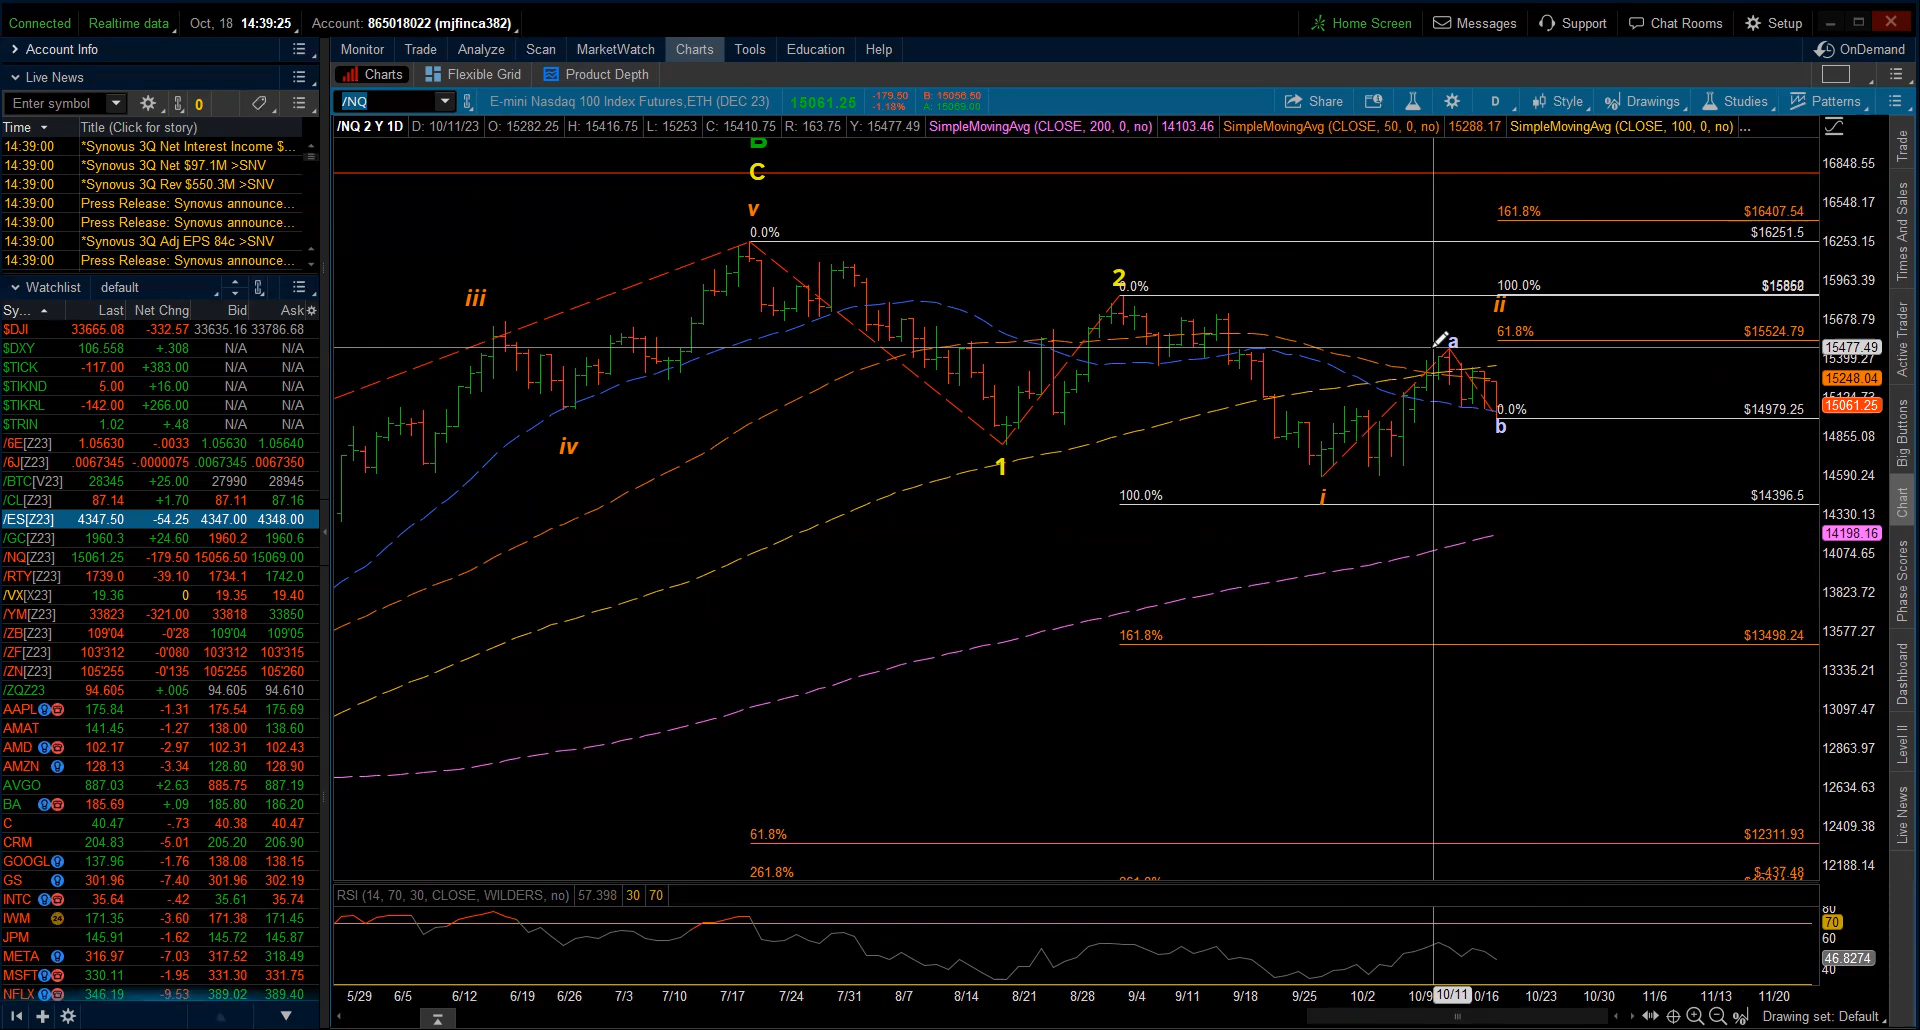 Connected Realtime data Oct, 18 14:39:25 Account: 865018022 (mjfinca382) Home Screen Messages Support Chat Rooms Setup
Account Info Monitor Trade Analyze Scan MarketWatch Charts Tools Education Help OnDemand
Live News Charts Flexible Grid Product Depth
Enter symbol 0 /NQ E-mini Nasdaq 100 Index Futures,ETH (DEC 23) 15061.25 -179.50 -1.18% B: 15056.50 A: 15069.00 Share D Style Drawings Studies Patterns
Time Title (Click for story) /NQ 2 Y 1D D: 10/11/23 O: 15282.25 H: 15416.75 L: 15253 C: 15410.75 R: 163.75 Y: 15477.49 SimpleMovingAvg (CLOSE, 200, 0, no) 14103.46 SimpleMovingAvg (CLOSE, 50, 0, no) 15288.17 SimpleMovingAvg (CLOSE, 100, 0, no) ...
14:39:00 *Synovus 3Q Net Interest Income $...
14:39:00 *Synovus 3Q Net $97.1M >SNV
14:39:00 *Synovus 3Q Rev $550.3M >SNV
14:39:00 Press Release: Synovus announce...
14:39:00 Press Release: Synovus announce...
14:39:00 *Synovus 3Q Adj EPS 84c >SNV
14:39:00 Press Release: Synovus announce...
Watchlist default
Sy... Last Net Chng Bid Ask
$DJI 33665.08 -332.57 33635.16 33786.68
$DXY 106.558 +.308 N/A N/A
$TICK -117.00 +383.00 N/A N/A
$TIKND 5.00 +16.00 N/A N/A
$TIKRL -142.00 +266.00 N/A N/A
$TRIN 1.02 +.48 N/A N/A
/6E[Z23] 1.05630 -.0033 1.05630 1.05640
/6J[Z23] .0067345 -.0000075 .0067345 .0067350
/BTC[V23] 28345 +25.00 27990 28945
/CL[Z23] 87.14 +1.70 87.11 87.16
/ES[Z23] 4347.50 -54.25 4347.00 4348.00
/GC[Z23] 1960.3 +24.60 1960.2 1960.6
/NQ[Z23] 15061.25 -179.50 15056.50 15069.00
/RTY[Z23] 1739.0 -39.10 1734.1 1742.0
/VX[X23] 19.36 0 19.35 19.40
/YM[Z23] 33823 -321.00 33818 33850
/ZB[Z23] 109'04 -0'28 109'04 109'05
/ZF[Z23] 103'312 -0'080 103'312 103'315
/ZN[Z23] 105'255 -0'135 105'255 105'260
/ZQZ23 94.605 +.005 94.605 94.610
AAPL 175.84 -1.31 175.54 175.69
AMAT 141.45 -1.27 138.00 138.60
AMD 102.17 -2.97 102.31 102.43
AMZN 128.13 -3.34 128.80 128.90
AVGO 887.03 +2.63 885.75 887.19
BA 185.69 +.09 185.80 186.20
C 40.47 -.73 40.38 40.47
CRM 204.83 -5.01 205.20 206.90
GOOGL 137.96 -1.76 138.08 138.15
GS 301.96 -7.40 301.96 302.19
INTC 35.64 -.42 35.61 35.74
IWM 24 171.35 -3.60 171.38 171.45
JPM 145.91 -1.62 145.72 145.87
META 316.97 -7.03 317.52 318.49
MSFT 330.11 -1.95 331.30 331.75
NFLX 346.19 -9.53 389.02 389.40
B
C
v
0.0%
iii
iv
1
2
0.0%
100.0%
161.8%
61.8%
261.8%
i
a
b
ii
161.8% $16407.54
$16251.5
100.0% $15862
61.8% $15524.79
0.0% $14979.25
$14396.5
$13498.24
$12311.93
$-437.48
16848.55
16548.17
16253.15
15963.39
15678.79
15477.49
15399.27
15248.04
15061.25
14855.08
14590.24
14330.13
14198.16
14074.65
13823.72
13577.27
13335.21
13097.47
12863.97
12634.63
12409.38
12188.14
RSI (14, 70, 30, CLOSE, WILDERS, no) 57.398 30 70
80
70
60
46.8274
40
5/29 6/5 6/12 6/19 6/26 7/3 7/10 7/17 7/24 7/31 8/7 8/14 8/21 8/28 9/4 9/11 9/18 9/25 10/2 10/9 10/11 10/16 10/23 10/30 11/6 11/13 11/20
Drawing set: Default
Trade
Times And Sales
Active Trader
Big Buttons
Chart
Phase Scores
Dashboard
Level II
Live News